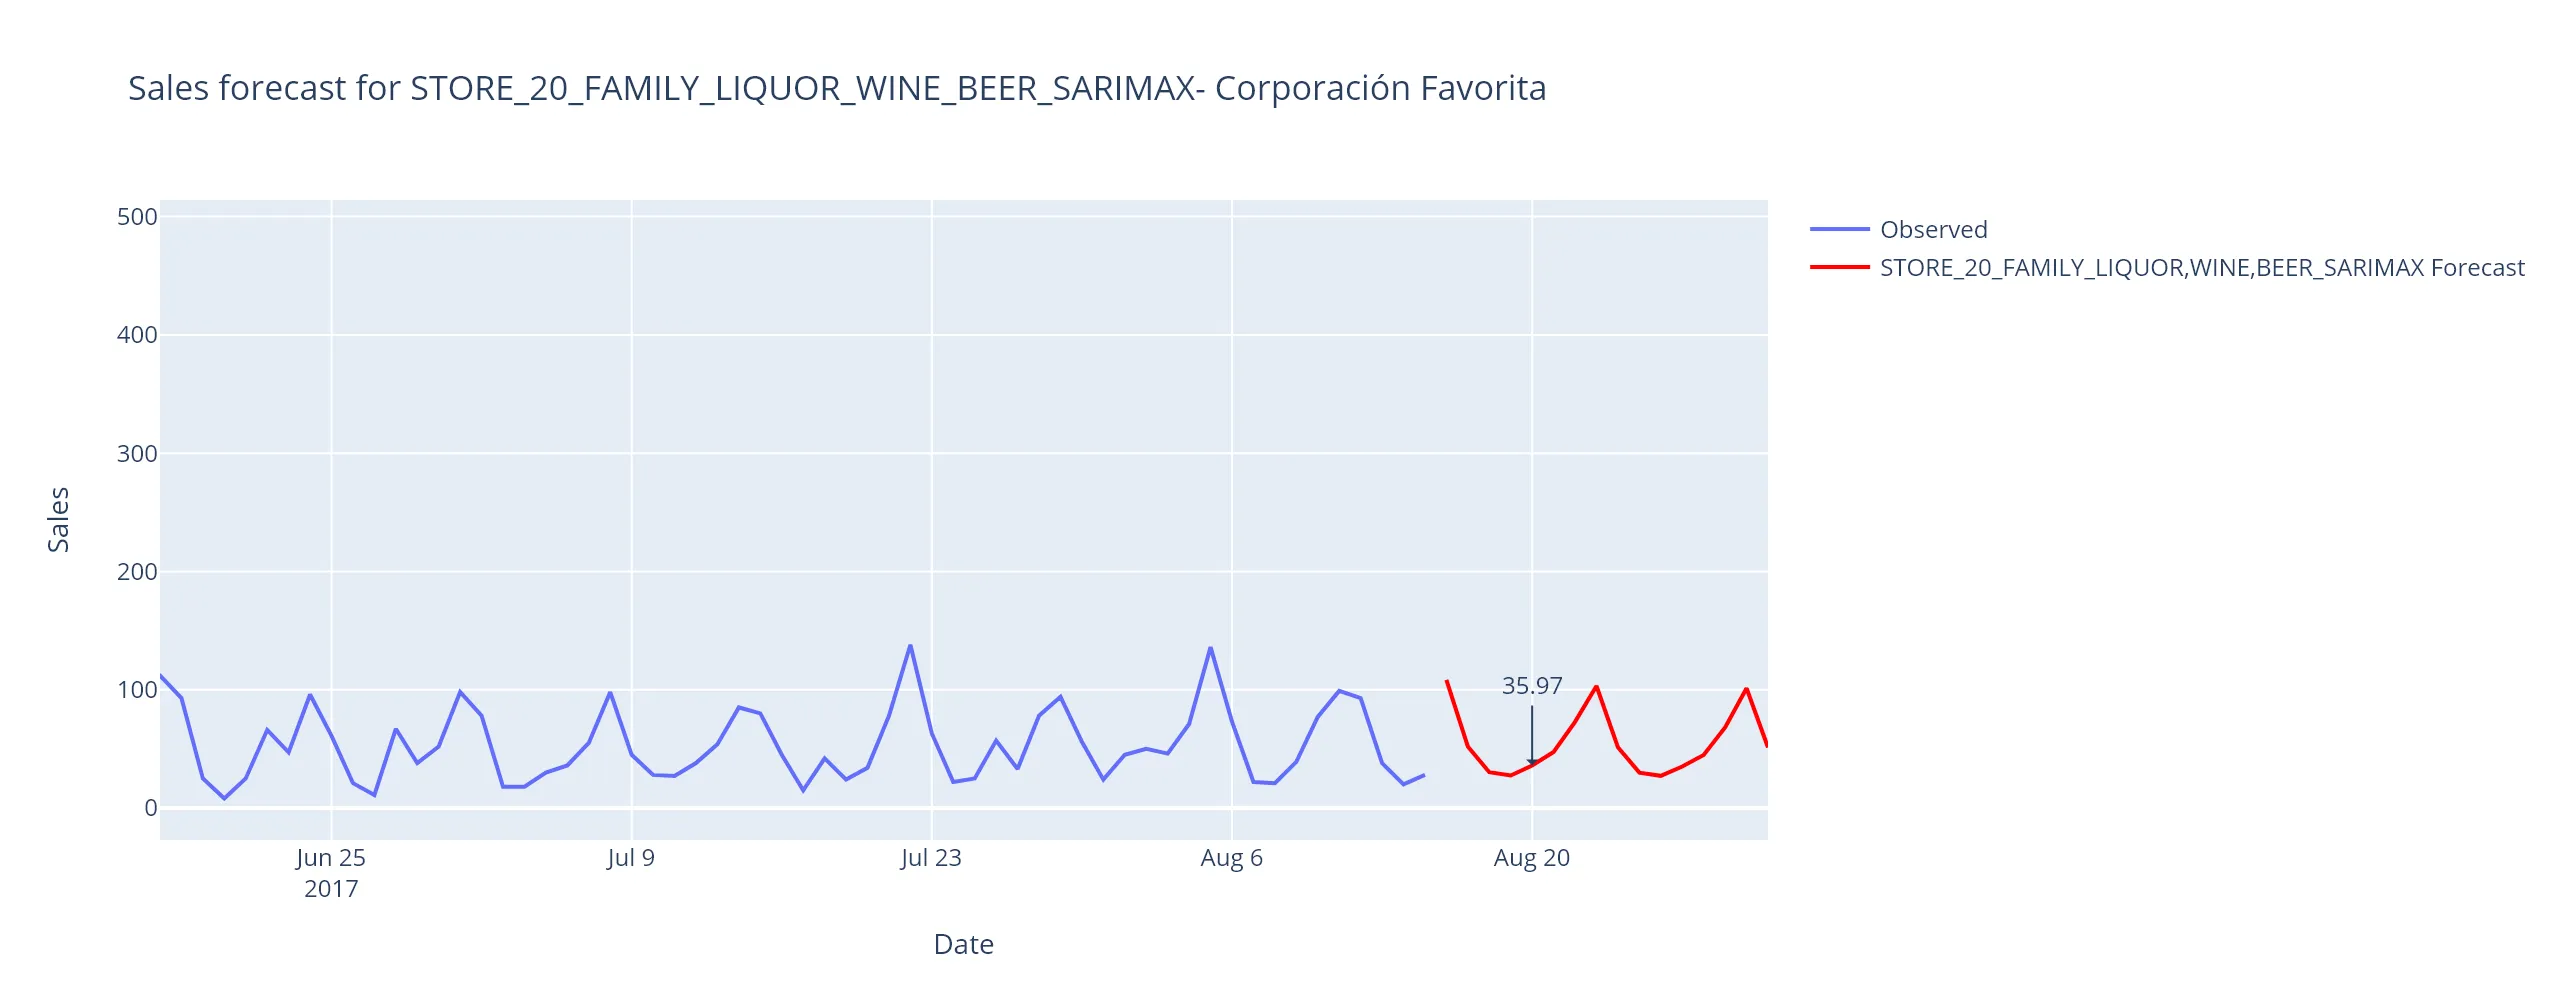 Sales forecast for STORE_20_FAMILY_LIQUOR_WINE_BEER_SARIMAX- Corporación Favorita
Observed
STORE_20_FAMILY_LIQUOR,WINE,BEER_SARIMAX Forecast
500
400
300
200
100
0
Sales
35.97
Jun 25
2017
Jul 9
Jul 23
Aug 6
Aug 20
Date